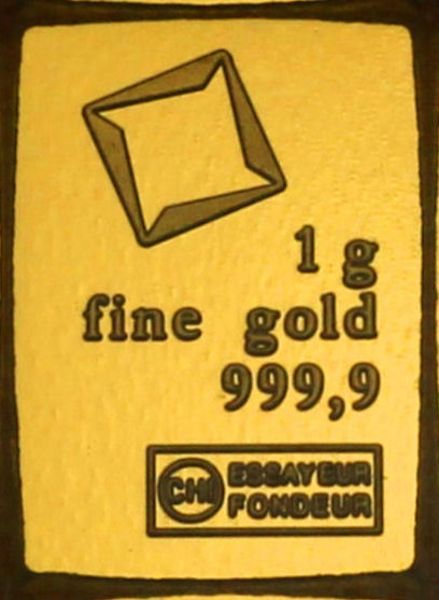 1 g
fine gold
999,9
CHI ESSAYEUR
FONDEUR